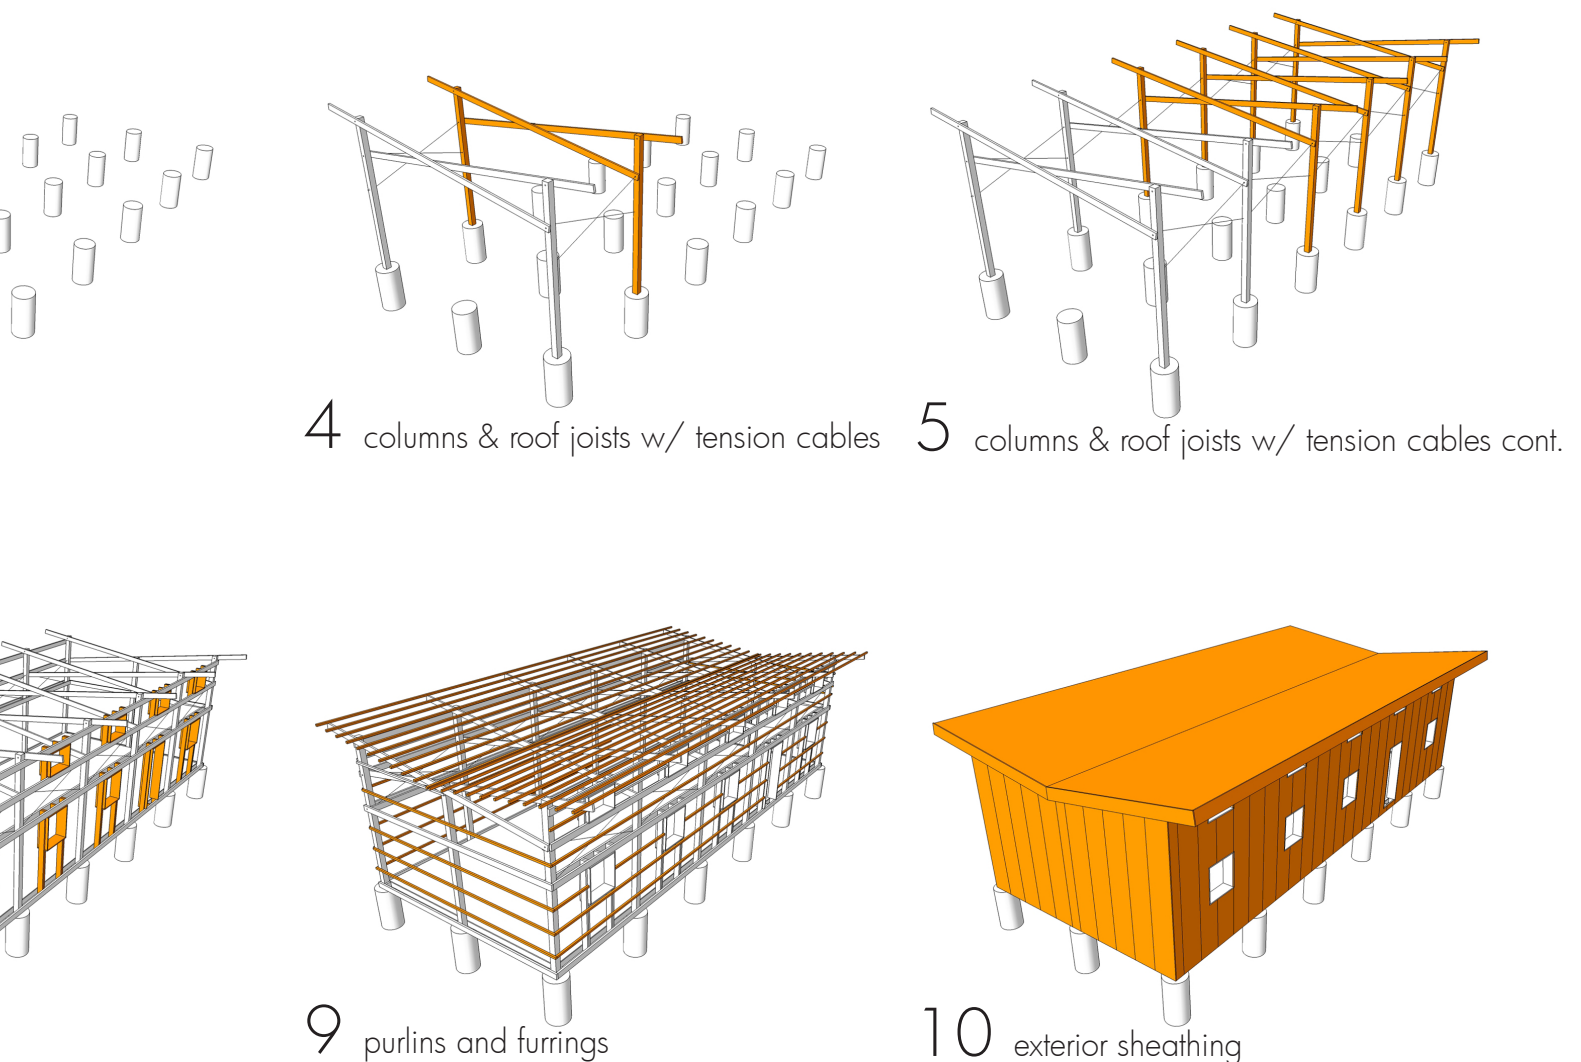 4 columns & roof joists w/ tension cables
5 columns & roof joists w/ tension cables cont.
9 purlins and furrings
10 exterior sheathing